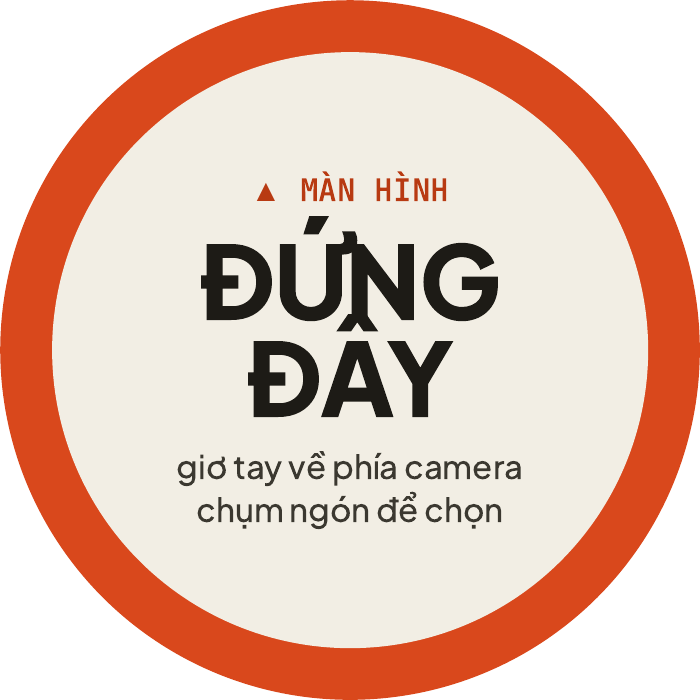 ▲ MÀN HÌNH
ĐỨNG
ĐÂY
giơ tay về phía camera
chụm ngón để chọn